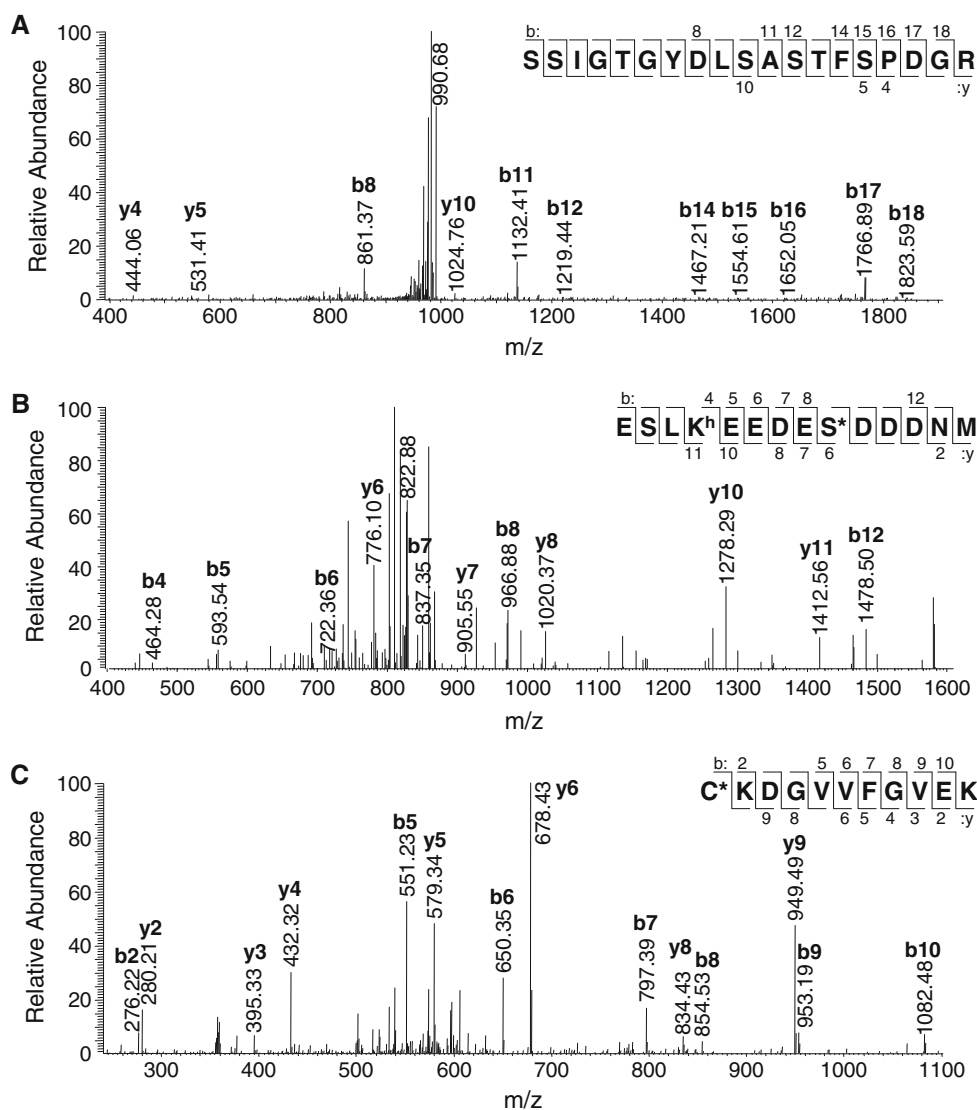 A
b: 8 11 12 14 15 16 17 18
S S I G T G Y D L S A S T F S P D G R
10 5 4 :y
Relative Abundance
100
80
60
40
20
0
y4 444.06
y5 531.41
b8 861.37
990.68
y10 1024.76
b11 1132.41
b12 1219.44
b14 1467.21
b15 1554.61
b16 1652.05
b17 1766.89
b18 1823.59
400 600 800 1000 1200 1400 1600 1800
m/z
B
b: 4 5 6 7 8 12
E S L Kʰ E E D E S* D D D N M
11 10 8 7 6 2 :y
Relative Abundance
100
80
60
40
20
0
b4 464.28
b5 593.54
b6 722.36
y6 776.10
822.88
b7 837.35
y7 905.55
b8 966.88
y8 1020.37
y10 1278.29
y11 1412.56
b12 1478.50
400 500 600 700 800 900 1000 1100 1200 1300 1400 1500 1600
m/z
C
b: 2 5 6 7 8 9 10
C* K D G V V F G V E K
9 8 6 5 4 3 2 :y
Relative Abundance
100
80
60
40
20
0
b2 276.22
y2 280.21
y3 395.33
y4 432.32
b5 551.23
y5 579.34
b6 650.35
678.43 y6
b7 797.39
y8 834.43
b8 854.53
y9 949.49
b9 953.19
b10 1082.48
300 400 500 600 700 800 900 1000 1100
m/z